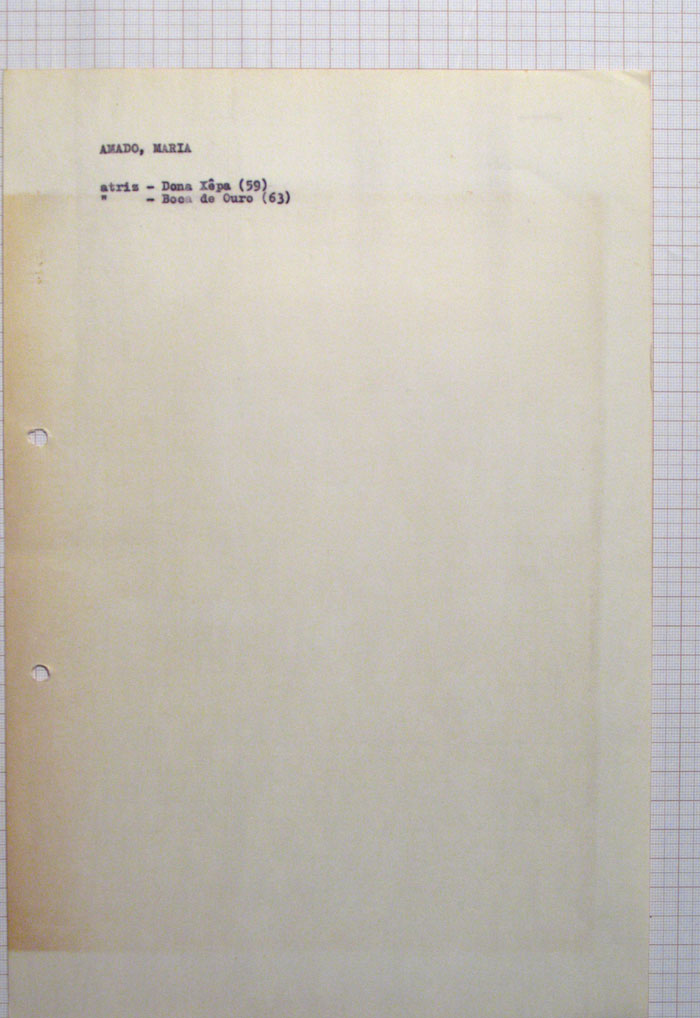 AMADO, MARIA
atriz - Dona Xêpa (59)
" - Boca de Ouro (63)